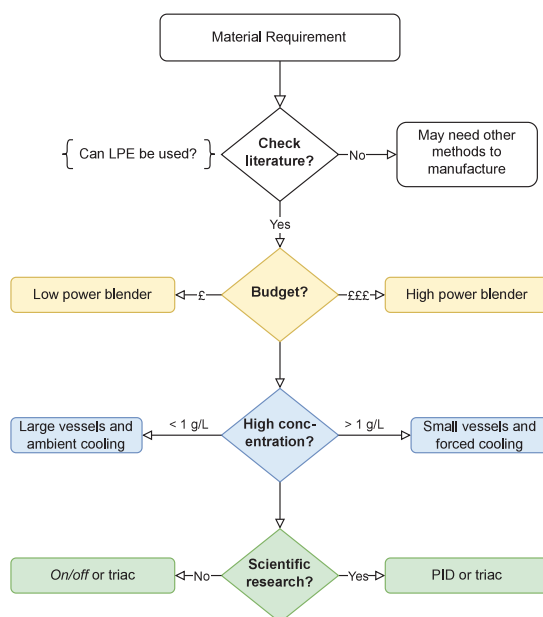 Material Requirement
{ Can LPE be used? }
Check
literature?
No
May need other
methods to
manufacture
Yes
Low power blender
£
Budget?
£££
High power blender
Large vessels and
ambient cooling
< 1 g/L
High conc-
entration?
> 1 g/L
Small vessels and
forced cooling
On/off or triac
No
Scientific
research?
Yes
PID or triac